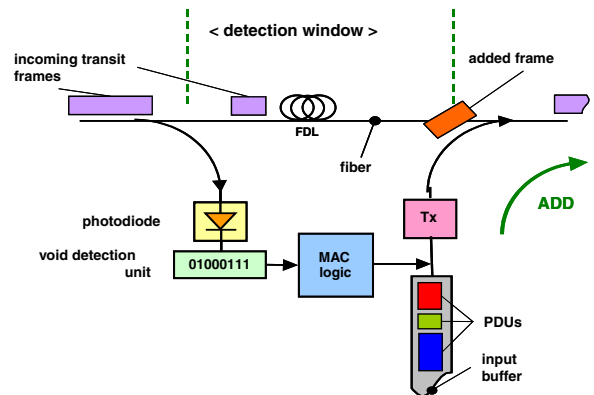 < detection window >
incoming transit
frames
added frame
FDL
fiber
ADD
photodiode
Tx
void detection
unit
01000111
MAC
logic
PDUs
input
buffer